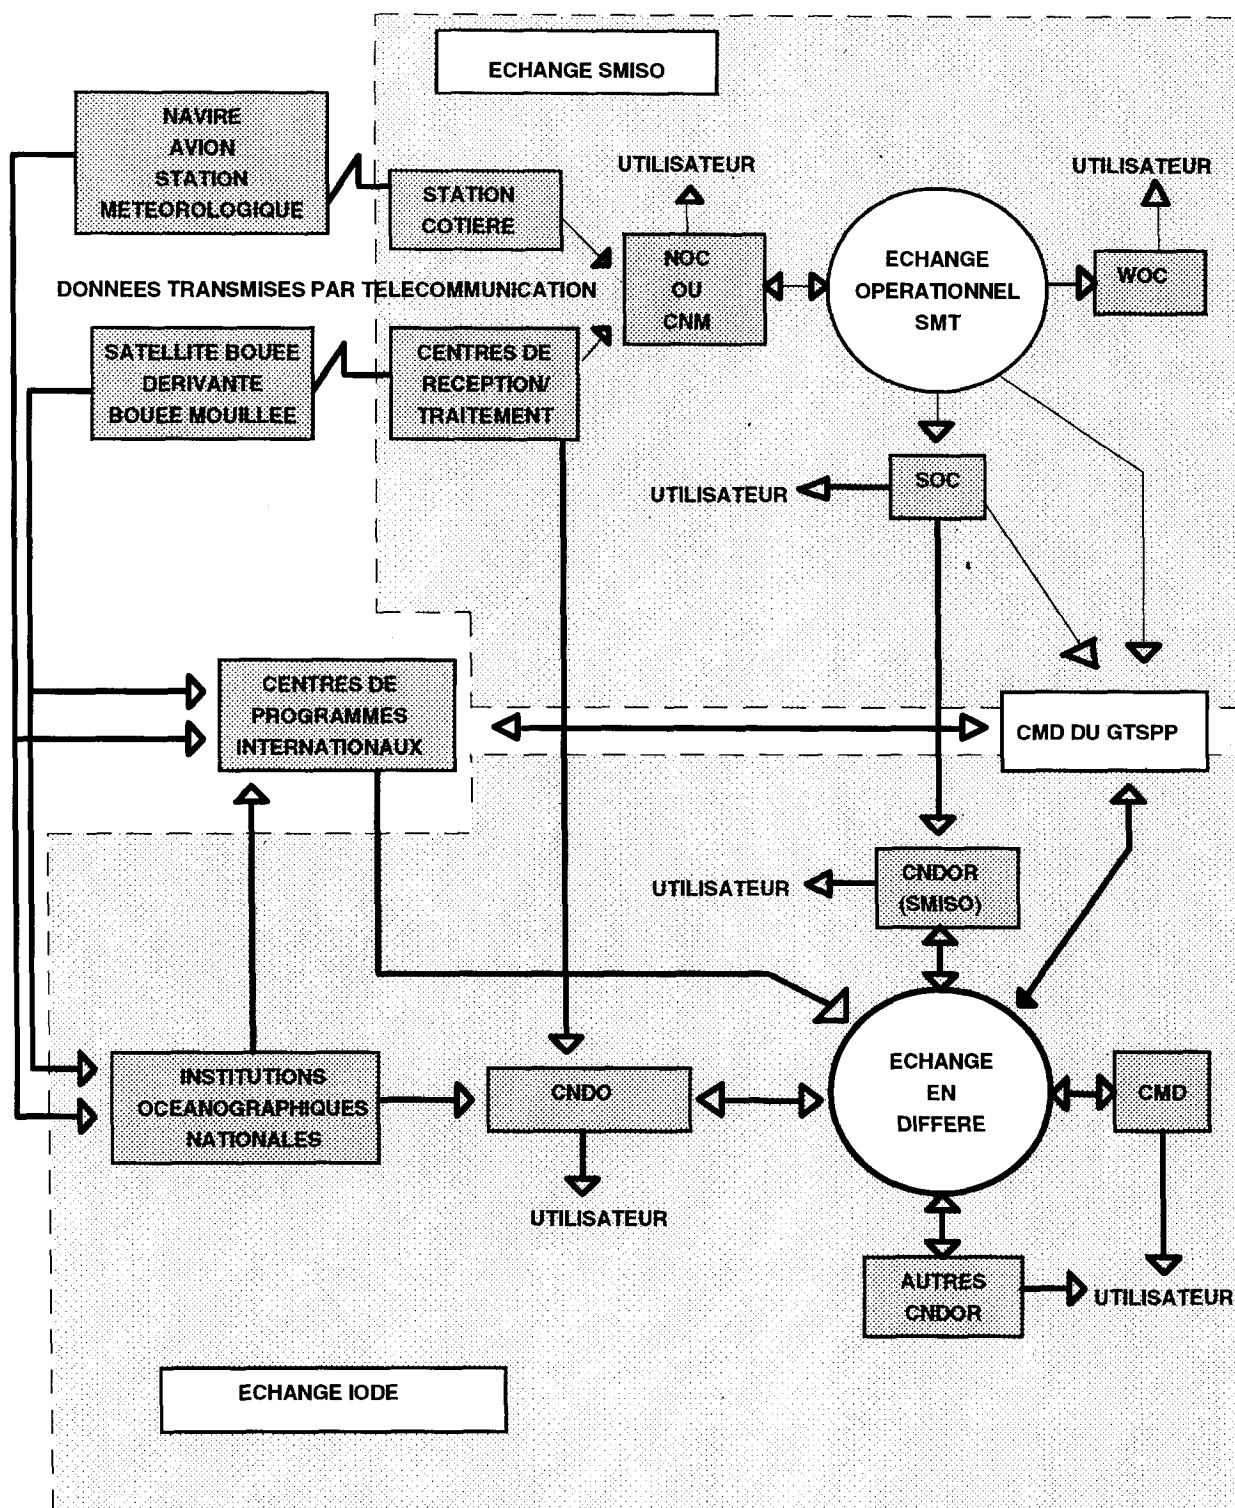 ECHANGE SMISO
NAVIRE
AVION
STATION
METEOROLOGIQUE
STATION
COTIERE
UTILISATEUR
NOC
OU
CNM
ECHANGE
OPERATIONNEL
SMT
UTILISATEUR
WOC
DONNEES TRANSMISES PAR TELECOMMUNICATION
SATELLITE BOUEE
DERIVANTE
BOUEE MOUILLEE
CENTRES DE
RECEPTION/
TRAITEMENT
UTILISATEUR
SOC
CENTRES DE
PROGRAMMES
INTERNATIONAUX
CMD DU GTSPP
UTILISATEUR
CNDOR
(SMISO)
INSTITUTIONS
OCEANOGRAPHIQUES
NATIONALES
CNDO
ECHANGE
EN
DIFFERE
CMD
UTILISATEUR
AUTRES
CNDOR
UTILISATEUR
ECHANGE IODE